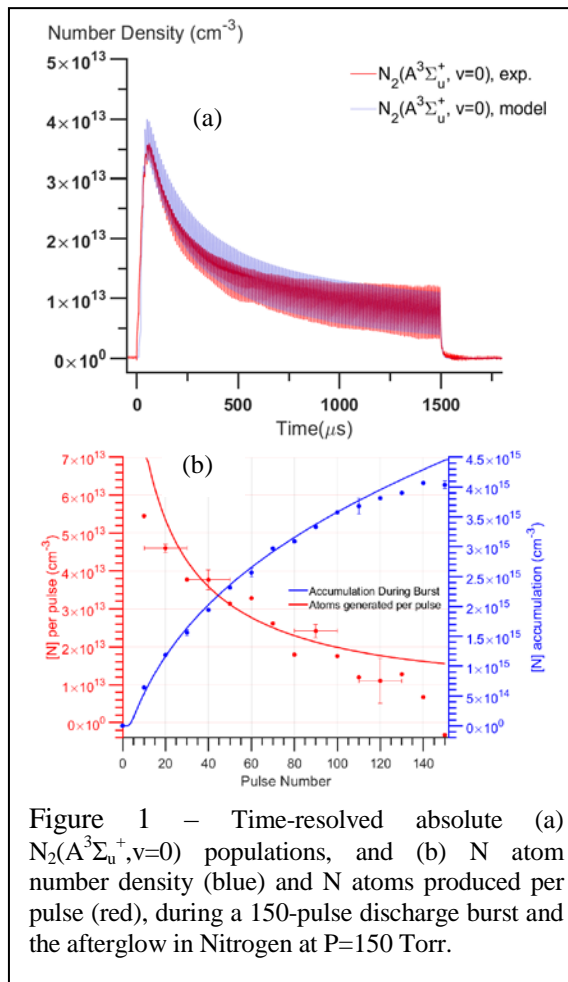 Number Density (cm⁻³)
5×10¹³
4×10¹³
3×10¹³
2×10¹³
1×10¹³
0×10⁰
(a)
N₂(A³Σᵤ⁺, v=0), exp.
N₂(A³Σᵤ⁺, v=0), model
0 500 1000 1500
Time(μs)
(b)
[N] per pulse (cm⁻³)
7×10¹³
6×10¹³
5×10¹³
4×10¹³
3×10¹³
2×10¹³
1×10¹³
0×10⁰
Accumulation During Burst
Atoms generated per pulse
4.5×10¹⁵
4×10¹⁵
3.5×10¹⁵
3×10¹⁵
2.5×10¹⁵
2×10¹⁵
1.5×10¹⁵
1×10¹⁵
5×10¹⁴
0×10⁰
[N] accumulation (cm⁻³)
0 20 40 60 80 100 120 140
Pulse Number
Figure 1 – Time-resolved absolute (a)
N₂(A³Σᵤ⁺,v=0) populations, and (b) N atom
number density (blue) and N atoms produced per
pulse (red), during a 150-pulse discharge burst and
the afterglow in Nitrogen at P=150 Torr.